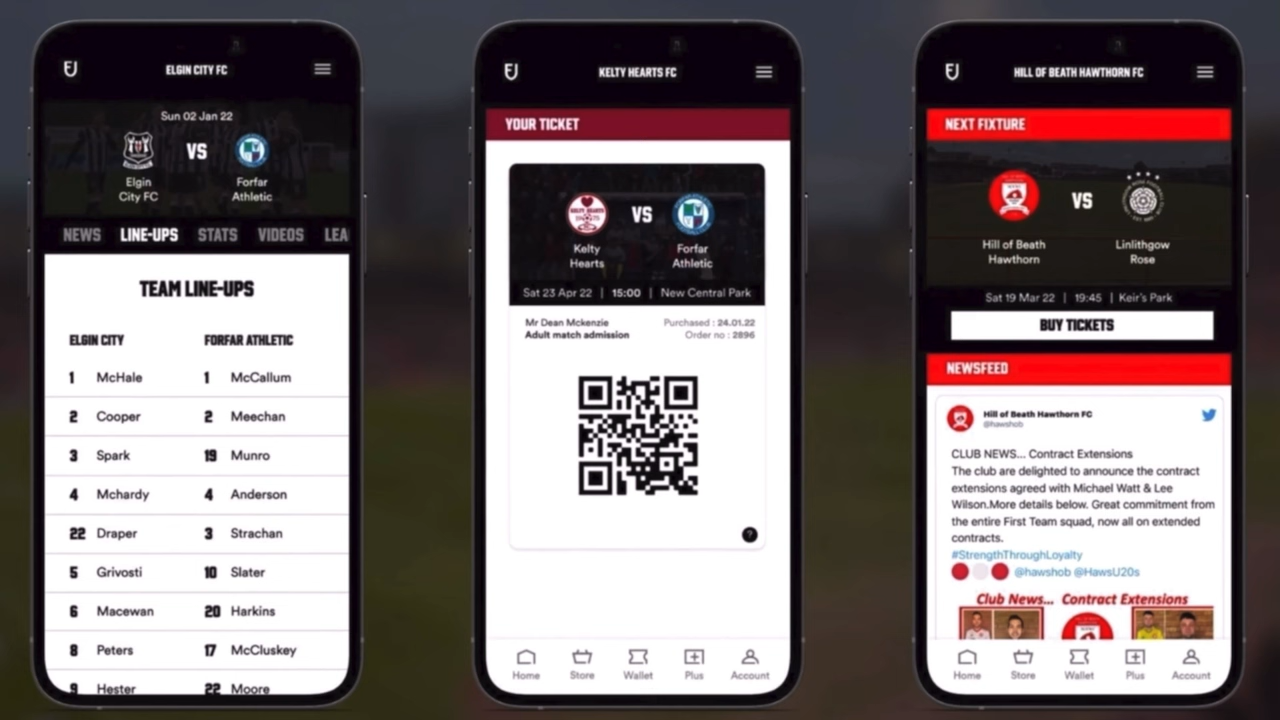 ELGIN CITY FC
Sun 02 Jan 22
VS
Elgin
City FC
Forfar
Athletic
NEWS LINE-UPS STATS VIDEOS LEA
TEAM LINE-UPS
ELGIN CITY FORFAR ATHLETIC
1 McHale 1 McCallum
2 Cooper 2 Meechan
3 Spark 19 Munro
4 Mchardy 4 Anderson
22 Draper 3 Strachan
5 Grivosti 10 Slater
6 Macewan 20 Harkins
8 Peters 17 McCluskey
9 Hester 22 Moore
KELTY HEARTS FC
YOUR TICKET
VS
Kelty
Hearts
Forfar
Athletic
Sat 23 Apr 22 | 15:00 | New Central Park
Mr Dean Mckenzie Purchased : 24.01.22
Adult match admission Order no : 2896
?
Home Store Wallet Plus Account
HILL OF BEATH HAWTHORN FC
NEXT FIXTURE
VS
Hill of Beath
Hawthorn
Linlithgow
Rose
Sat 19 Mar 22 | 19:45 | Keir's Park
BUY TICKETS
NEWSFEED
Hill of Beath Hawthorn FC
@hawshob
CLUB NEWS... Contract Extensions
The club are delighted to announce the contract
extensions agreed with Michael Watt & Lee
Wilson.More details below. Great commitment from
the entire First Team squad, now all on extended
contracts.
#StrengthThroughLoyalty
@hawshob @HawsU20s
Club News... Contract Extensions
Home Store Wallet Plus Account